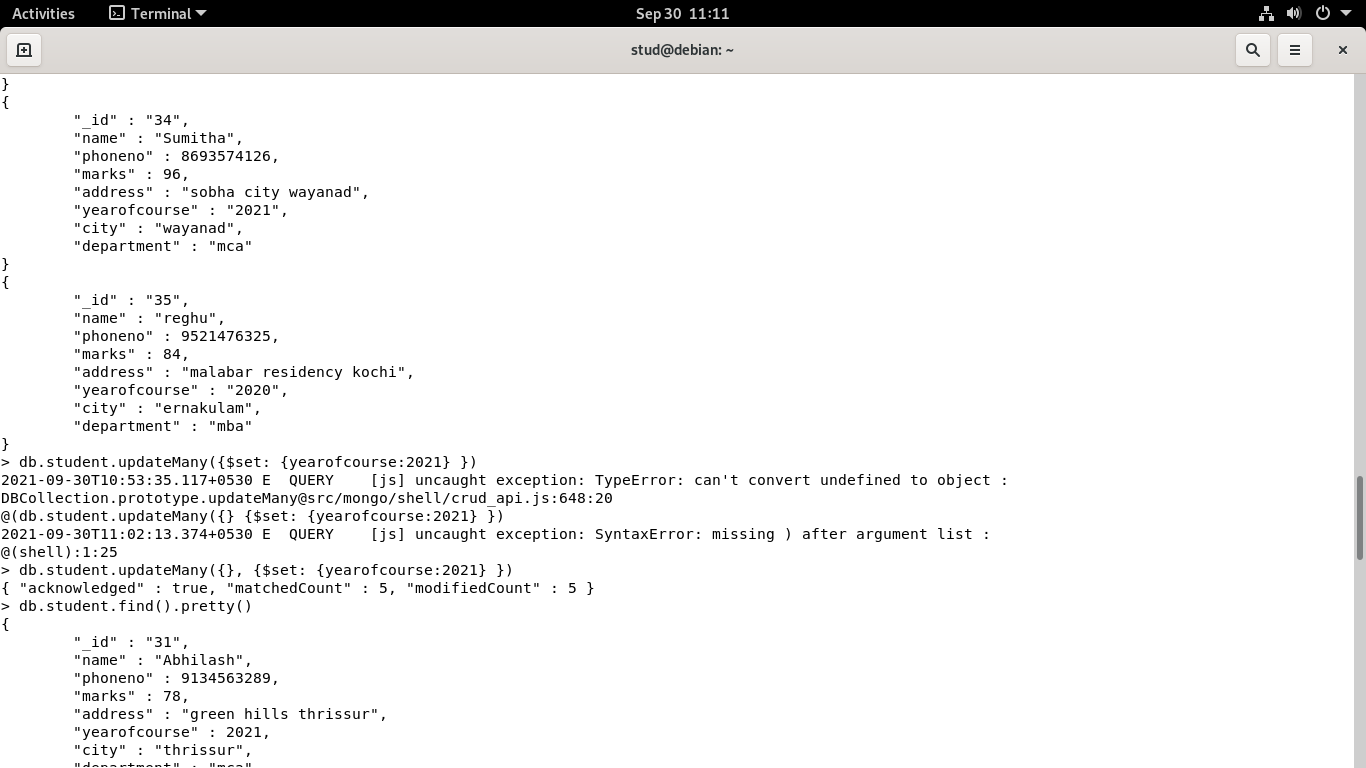 Activities Terminal Sep 30 11:11
stud@debian: ~
}
{
"_id" : "34",
"name" : "Sumitha",
"phoneno" : 8693574126,
"marks" : 96,
"address" : "sobha city wayanad",
"yearofcourse" : "2021",
"city" : "wayanad",
"department" : "mca"
}
{
"_id" : "35",
"name" : "reghu",
"phoneno" : 9521476325,
"marks" : 84,
"address" : "malabar residency kochi",
"yearofcourse" : "2020",
"city" : "ernakulam",
"department" : "mba"
}
> db.student.updateMany({$set: {yearofcourse:2021} })
2021-09-30T10:53:35.117+0530 E  QUERY    [js] uncaught exception: TypeError: can't convert undefined to object :
DBCollection.prototype.updateMany@src/mongo/shell/crud_api.js:648:20
@(db.student.updateMany({} {$set: {yearofcourse:2021} })
2021-09-30T11:02:13.374+0530 E  QUERY    [js] uncaught exception: SyntaxError: missing ) after argument list :
@(shell):1:25
> db.student.updateMany({}, {$set: {yearofcourse:2021} })
{ "acknowledged" : true, "matchedCount" : 5, "modifiedCount" : 5 }
> db.student.find().pretty()
{
"_id" : "31",
"name" : "Abhilash",
"phoneno" : 9134563289,
"marks" : 78,
"address" : "green hills thrissur",
"yearofcourse" : 2021,
"city" : "thrissur",
"department" : "mca"